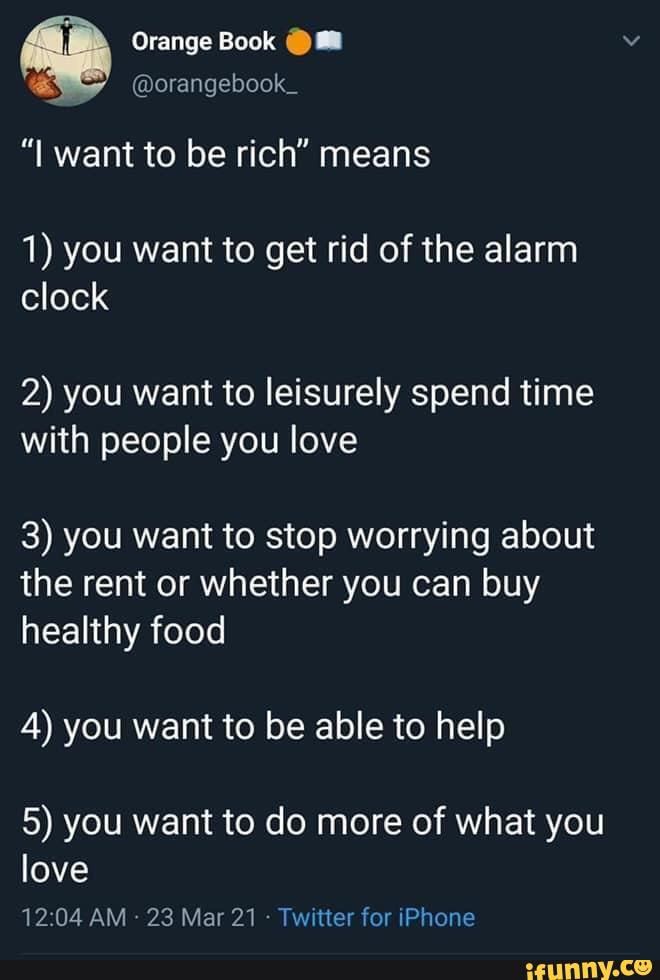 Orange Book 🍊📖
@orangebook_
“I want to be rich” means
1) you want to get rid of the alarm
clock
2) you want to leisurely spend time
with people you love
3) you want to stop worrying about
the rent or whether you can buy
healthy food
4) you want to be able to help
5) you want to do more of what you
love
12:04 AM · 23 Mar 21 · Twitter for iPhone
ifunny.co